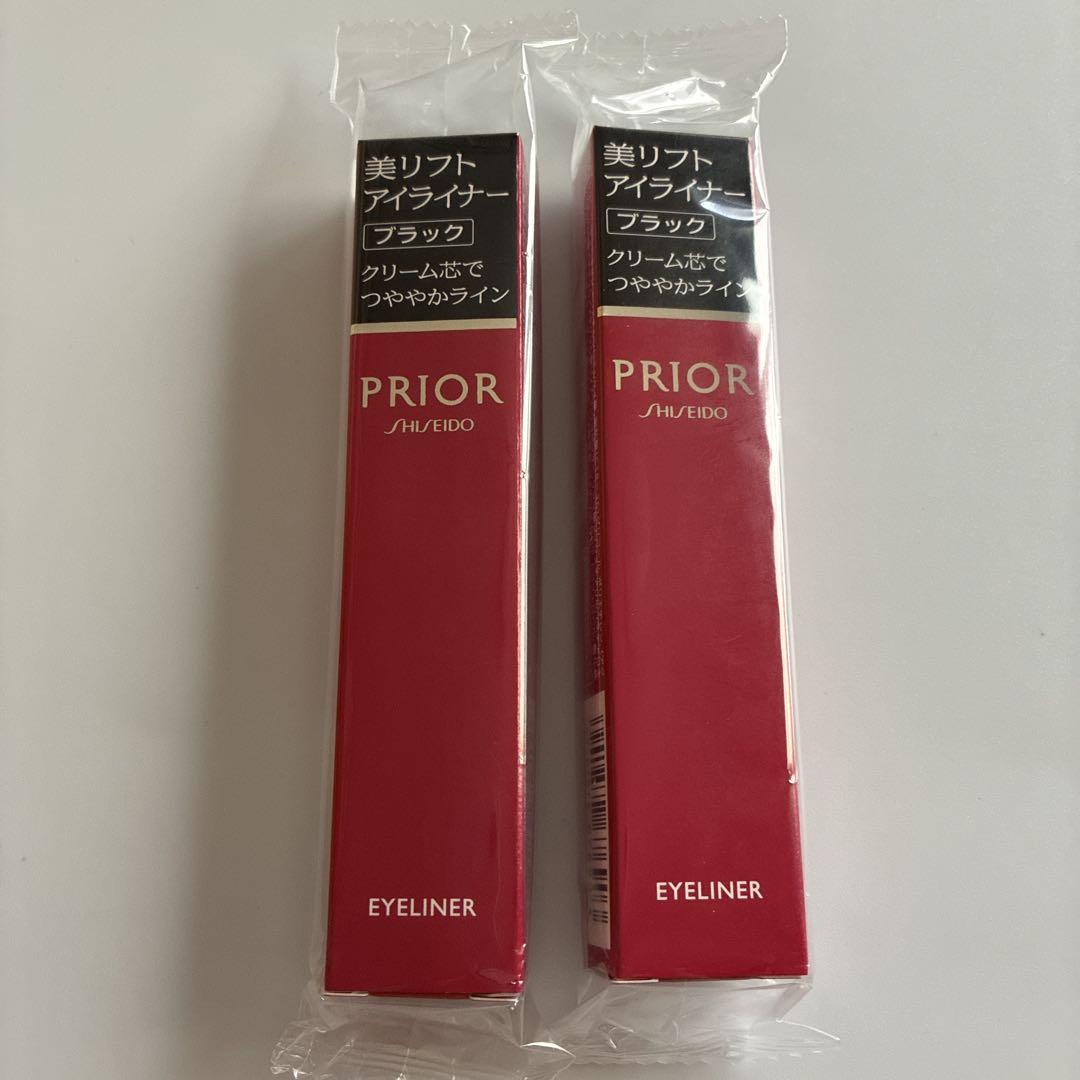 美リフト
アイライナー
ブラック
クリーム芯で
つややかライン
PRIOR
SHISEIDO
EYELINER
美リフト
アイライナー
ブラック
クリーム芯で
つややかライン
PRIOR
SHISEIDO
EYELINER